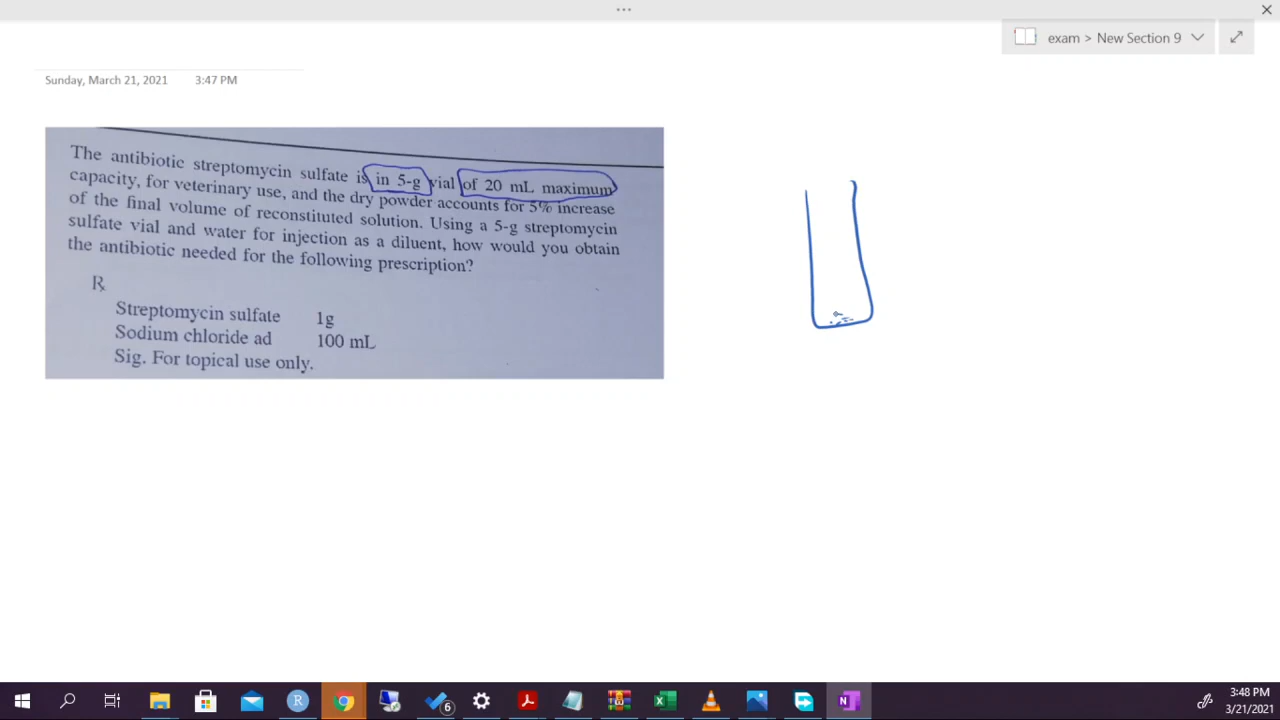 exam > New Section 9
Sunday, March 21, 2021 3:47 PM
The antibiotic streptomycin sulfate is in 5-g vial of 20 mL maximum
capacity, for veterinary use, and the dry powder accounts for 5% increase
of the final volume of reconstituted solution. Using a 5-g streptomycin
sulfate vial and water for injection as a diluent, how would you obtain
the antibiotic needed for the following prescription?
℞
Streptomycin sulfate 1g
Sodium chloride ad 100 mL
Sig. For topical use only.
6
3:48 PM
3/21/2021